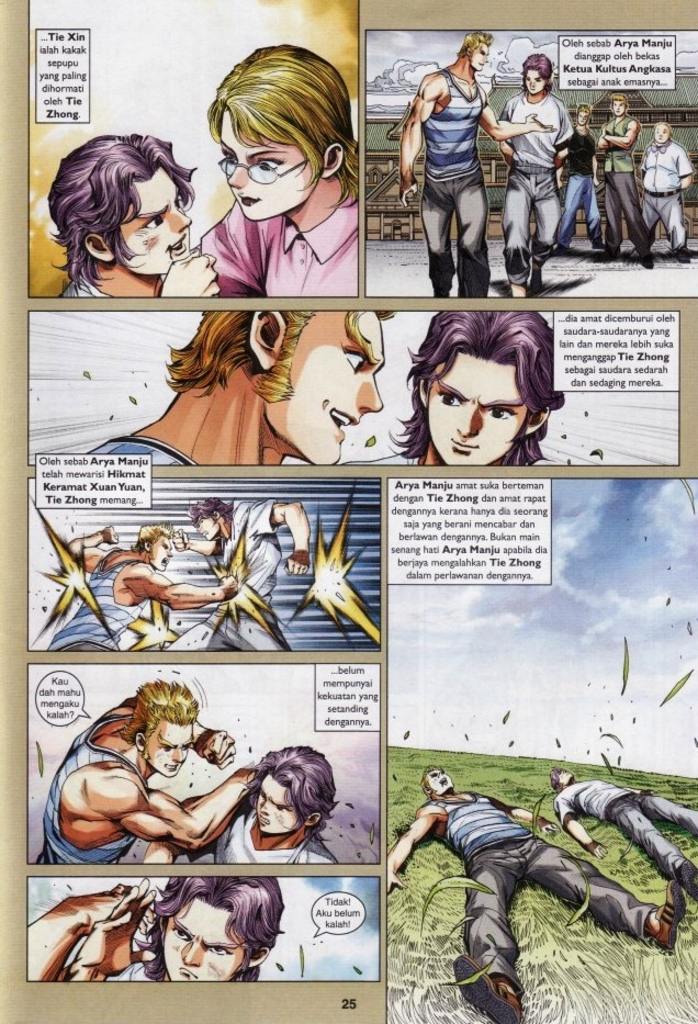 ...Tie Xin
ialah kakak
sepupu
yang paling
dihormati
oleh Tie
Zhong.
Oleh sebab Arya Manju
dianggap oleh bekas
Ketua Kultus Angkasa
sebagai anak emasnya...
...dia amat dicemburui oleh
saudara-saudaranya yang
lain dan mereka lebih suka
menganggap Tie Zhong
sebagai saudara sedarah
dan sedaging mereka.
Oleh sebab Arya Manju
telah mewarisi Hikmat
Keramat Xuan Yuan,
Tie Zhong memang...
...belum
mempunyai
kekuatan yang
setanding
dengannya.
Kau
dah mahu
mengaku
kalah?
Tidak!
Aku belum
kalah!
Arya Manju amat suka berteman
dengan Tie Zhong dan amat rapat
dengannya kerana hanya dia seorang
saja yang berani mencabar dan
berlawan dengannya. Bukan main
senang hati Arya Manju apabila dia
berjaya mengalahkan Tie Zhong
dalam perlawanan dengannya.
25